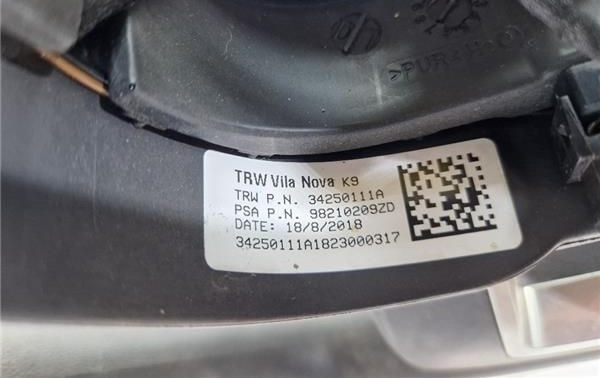 >PUR
TRW Vila Nova K9
TRW P.N. 34250111A
PSA P.N. 98210209ZD
DATE: 18/8/2018
34250111A1823000317